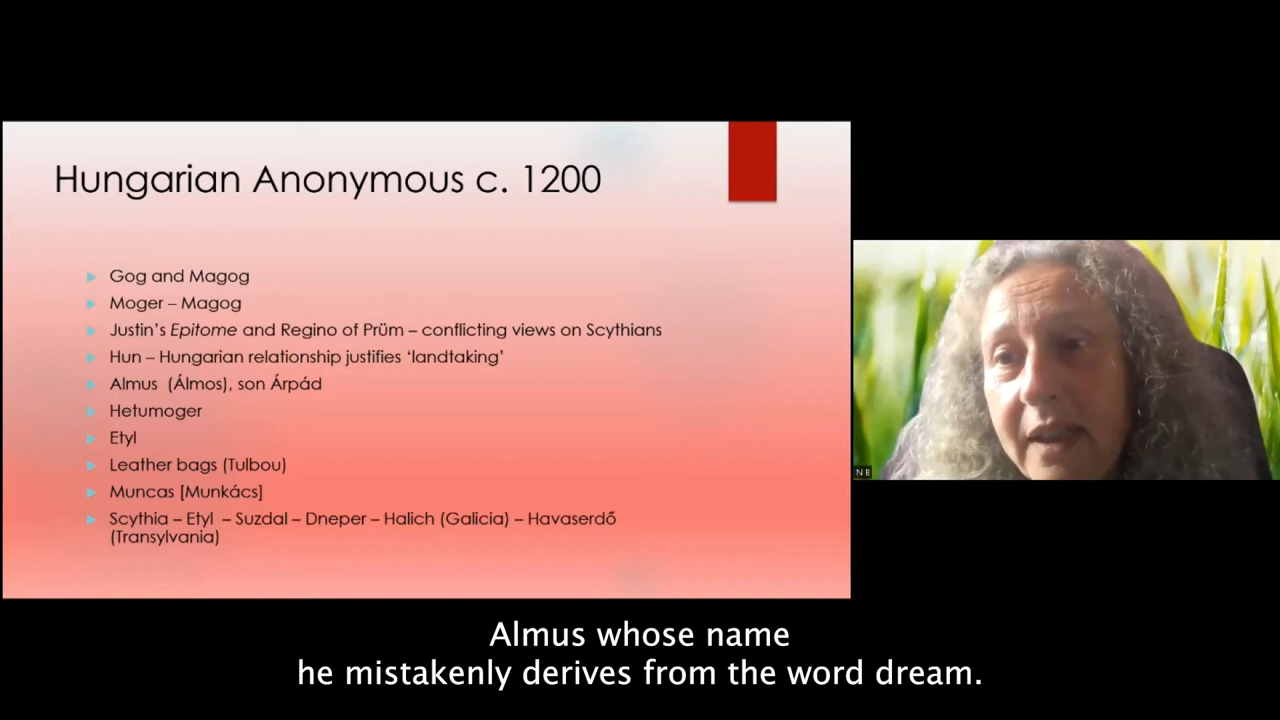 Hungarian Anonymous c. 1200
Gog and Magog
Moger – Magog
Justin's Epitome and Regino of Prüm – conflicting views on Scythians
Hun – Hungarian relationship justifies 'landtaking'
Almus (Álmos), son Árpád
Hetumoger
Etyl
Leather bags (Tulbou)
Muncas [Munkács]
Scythia – Etyl – Suzdal – Dneper – Halich (Galicia) – Havaserdő
(Transylvania)
N B
Almus whose name
he mistakenly derives from the word dream.